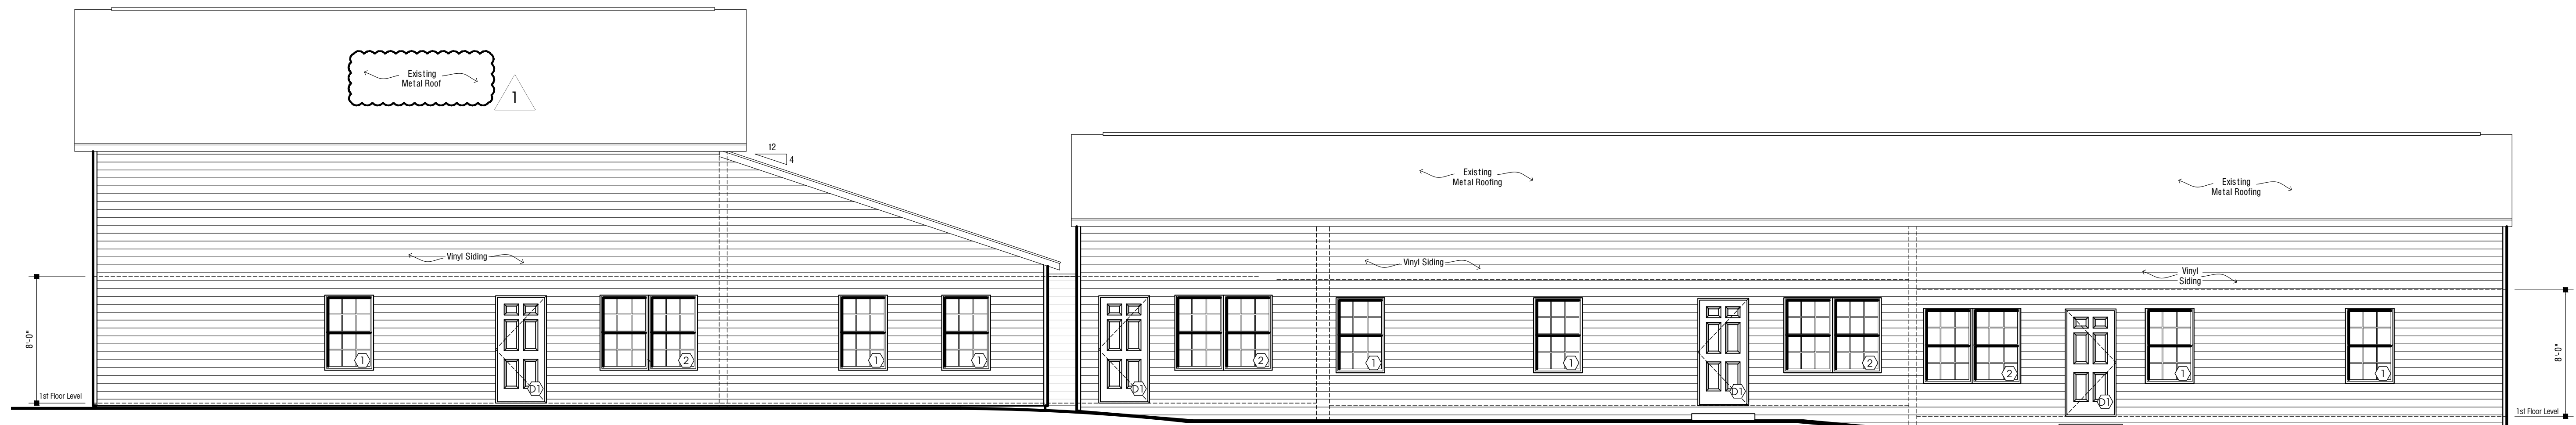 Existing
Metal Roof
1
12
4
Existing
Metal Roofing
Existing
Metal Roofing
Vinyl Siding
Vinyl Siding
Vinyl
Siding
8'-0"
8'-0"
1
2
1
1
2
1
1
2
2
1
1
D1
D1
D1
D1
1st Floor Level
1st Floor Level